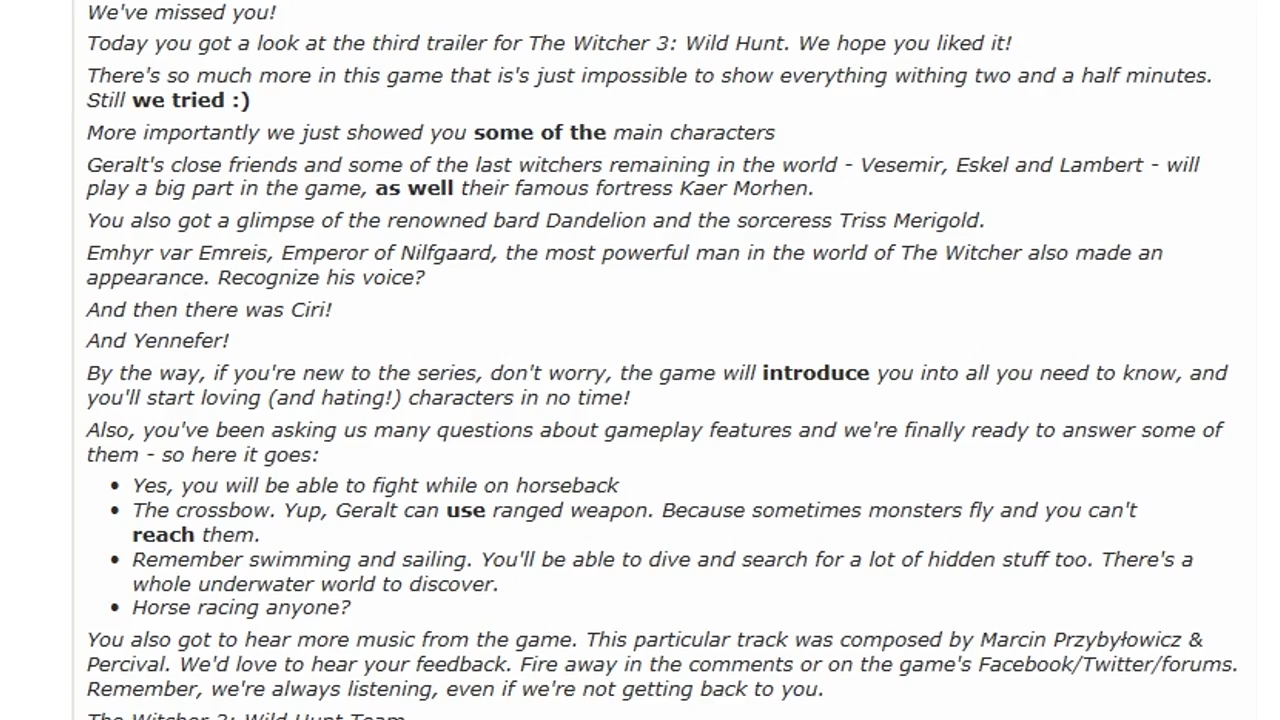 We've missed you!
Today you got a look at the third trailer for The Witcher 3: Wild Hunt. We hope you liked it!
There's so much more in this game that is's just impossible to show everything withing two and a half minutes.
Still we tried :)
More importantly we just showed you some of the main characters
Geralt's close friends and some of the last witchers remaining in the world - Vesemir, Eskel and Lambert - will
play a big part in the game, as well their famous fortress Kaer Morhen.
You also got a glimpse of the renowned bard Dandelion and the sorceress Triss Merigold.
Emhyr var Emreis, Emperor of Nilfgaard, the most powerful man in the world of The Witcher also made an
appearance. Recognize his voice?
And then there was Ciri!
And Yennefer!
By the way, if you're new to the series, don't worry, the game will introduce you into all you need to know, and
you'll start loving (and hating!) characters in no time!
Also, you've been asking us many questions about gameplay features and we're finally ready to answer some of
them - so here it goes:
• Yes, you will be able to fight while on horseback
• The crossbow. Yup, Geralt can use ranged weapon. Because sometimes monsters fly and you can't
reach them.
• Remember swimming and sailing. You'll be able to dive and search for a lot of hidden stuff too. There's a
whole underwater world to discover.
• Horse racing anyone?
You also got to hear more music from the game. This particular track was composed by Marcin Przybyłowicz &
Percival. We'd love to hear your feedback. Fire away in the comments or on the game's Facebook/Twitter/forums.
Remember, we're always listening, even if we're not getting back to you.
The Witcher 3: Wild Hunt Team